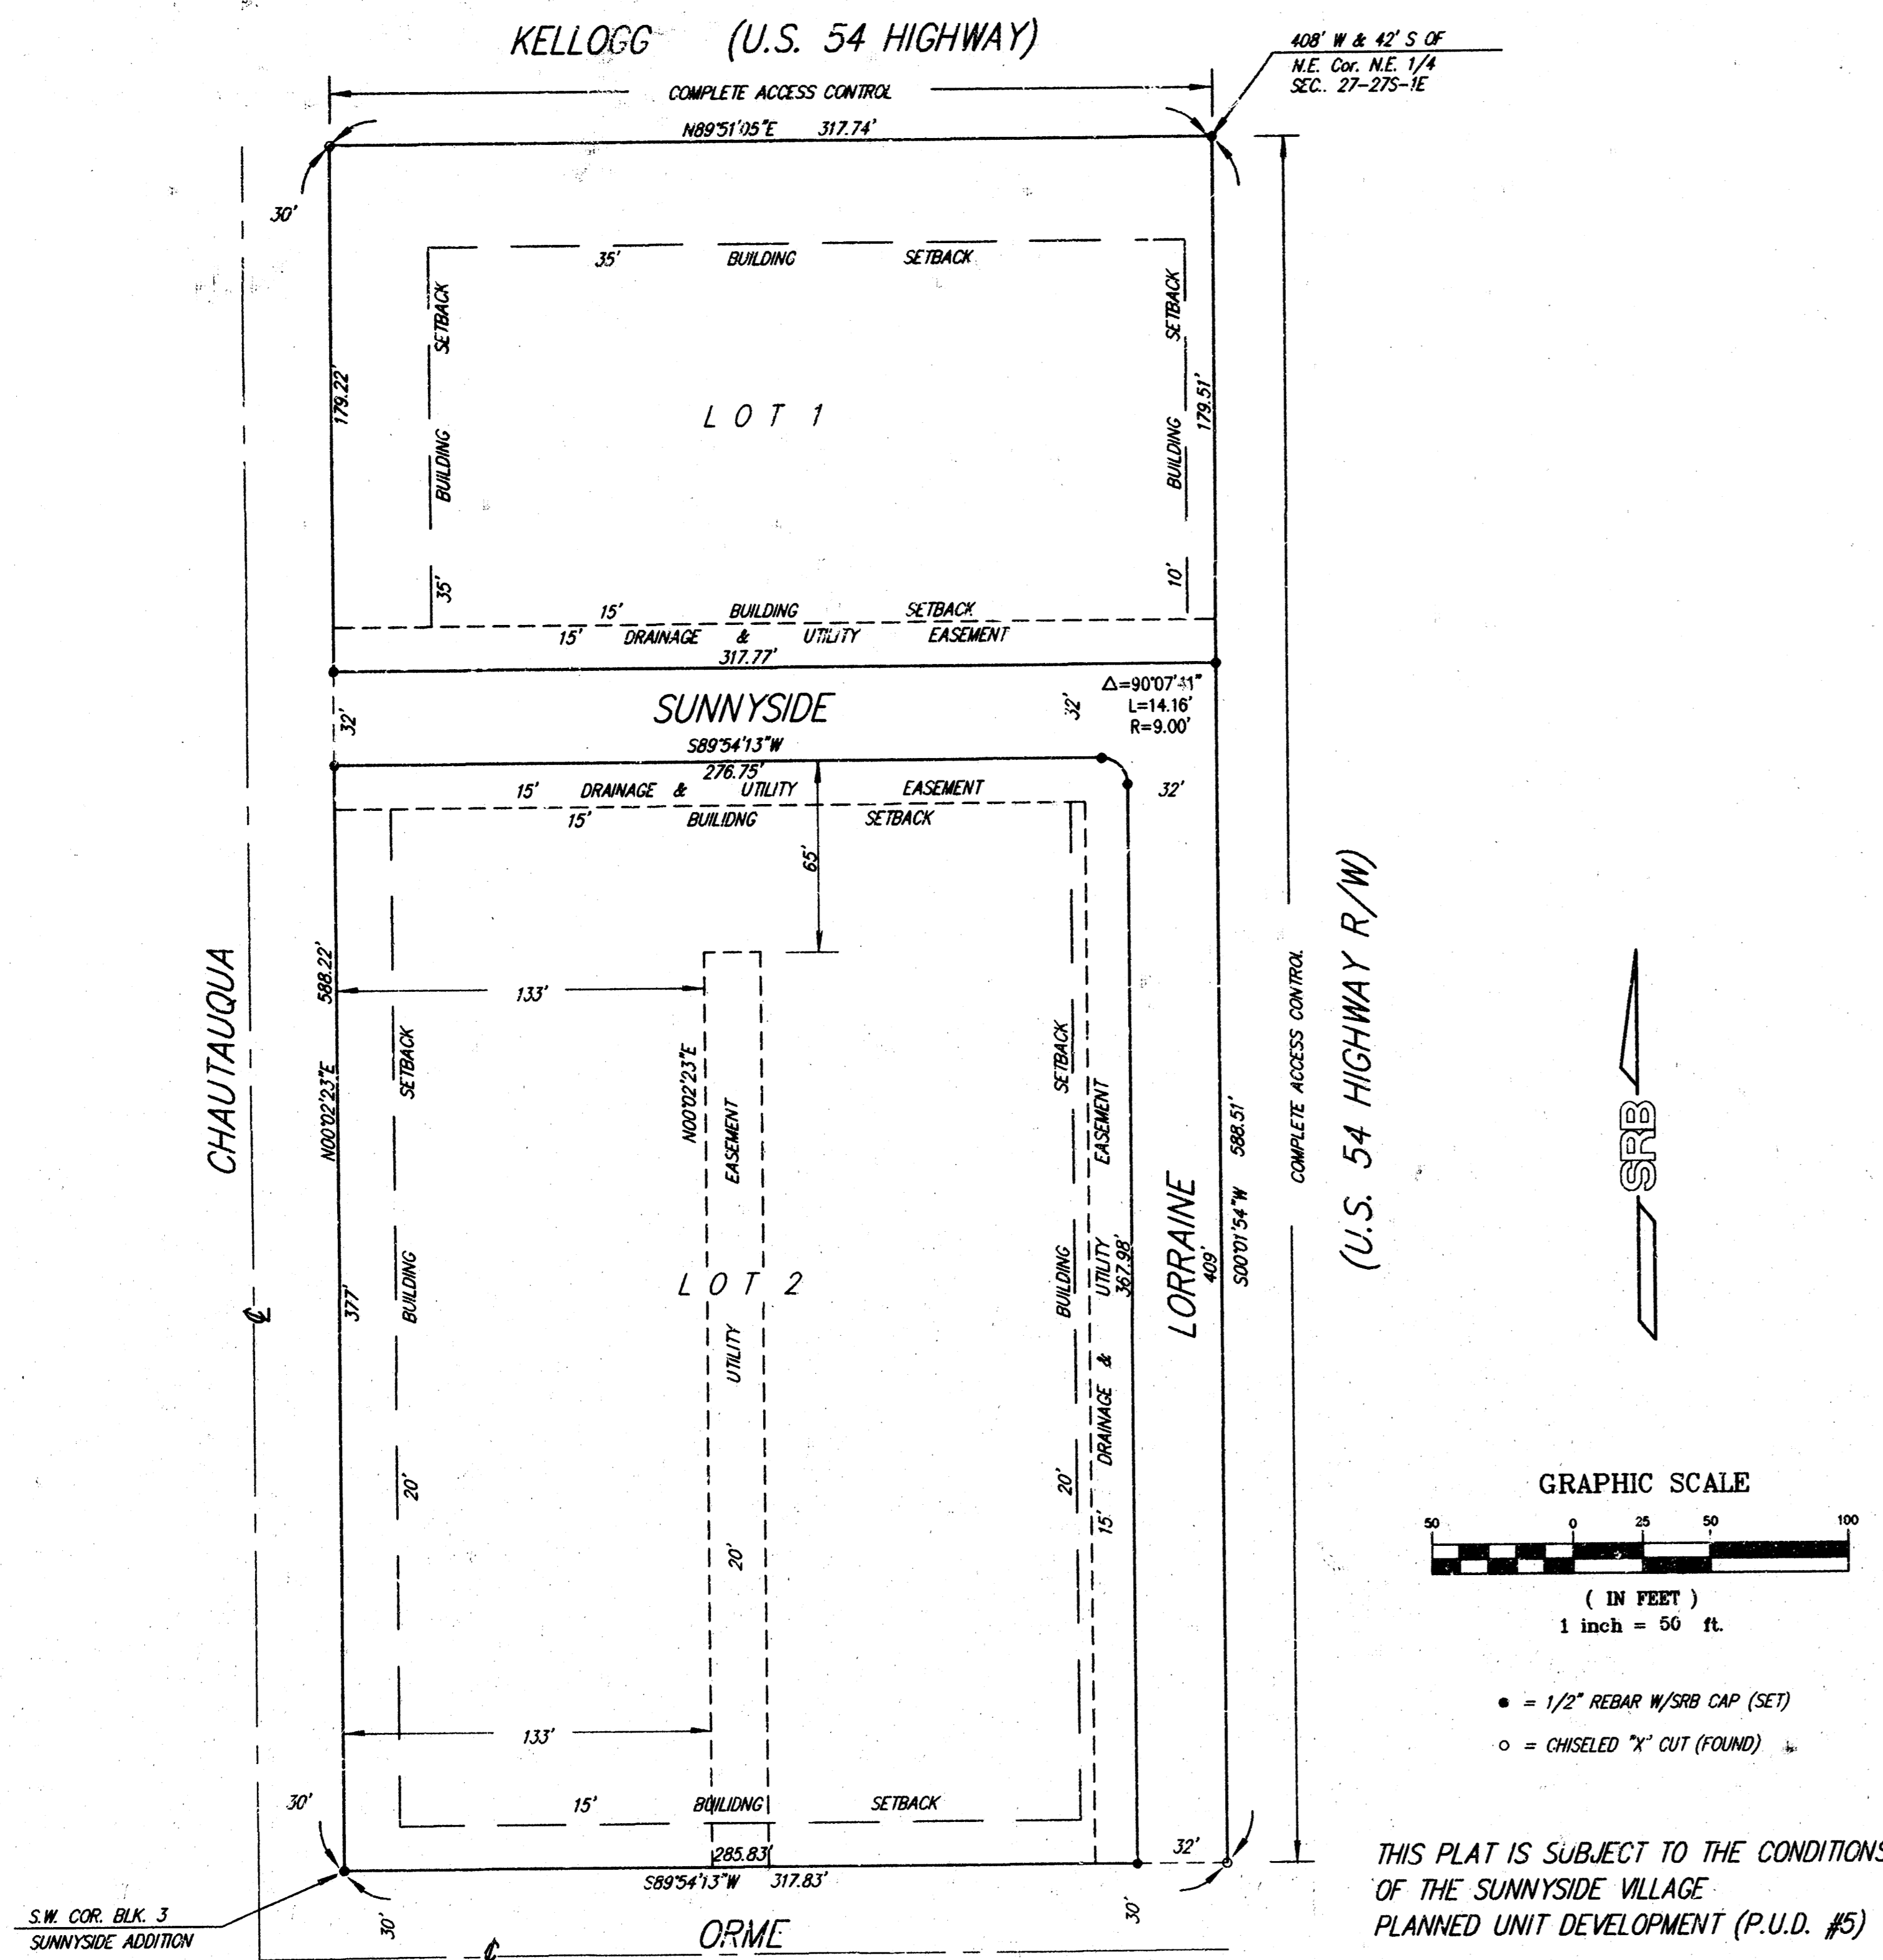 KELLOGG (U.S. 54 HIGHWAY)
408' W & 42' S OF
N.E. Cor. N.E. 1/4
SEC. 27-27S-1E
COMPLETE ACCESS CONTROL
N89°51'05"E 317.74'
30'
35' BUILDING SETBACK
BUILDING SETBACK
35'
179.22'
LOT 1
BUILDING SETBACK
10'
179.51'
15' BUILDING SETBACK
15' DRAINAGE & UTILITY EASEMENT
317.77'
SUNNYSIDE
32'
32'
Δ=90°07'41"
L=14.16'
R=9.00'
S89°54'13"W
276.75'
32'
15' DRAINAGE & UTILITY EASEMENT
15' BUILIDNG SETBACK
65'
CHAUTAUQUA
N00°02'23"E 588.22'
377'
133'
20' BUILDING SETBACK
N00°02'23"E
20' UTILITY EASEMENT
LOT 2
20' BUILDING SETBACK
15' DRAINAGE & UTILITY EASEMENT
367.98'
LORRAINE
409'
S00°01'54"W 588.51'
COMPLETE ACCESS CONTROL
(U.S. 54 HIGHWAY R/W)
SRB
GRAPHIC SCALE
50 0 25 50 100
( IN FEET )
1 inch = 50 ft.
● = 1/2" REBAR W/SRB CAP (SET)
○ = CHISELED "X" CUT (FOUND)
133'
30'
15' BUILIDNG SETBACK
285.83'
S89°54'13"W 317.83'
32'
30'
30'
S.W. COR. BLK. 3
SUNNYSIDE ADDITION
ORME
THIS PLAT IS SUBJECT TO THE CONDITIONS
OF THE SUNNYSIDE VILLAGE
PLANNED UNIT DEVELOPMENT (P.U.D. #5)